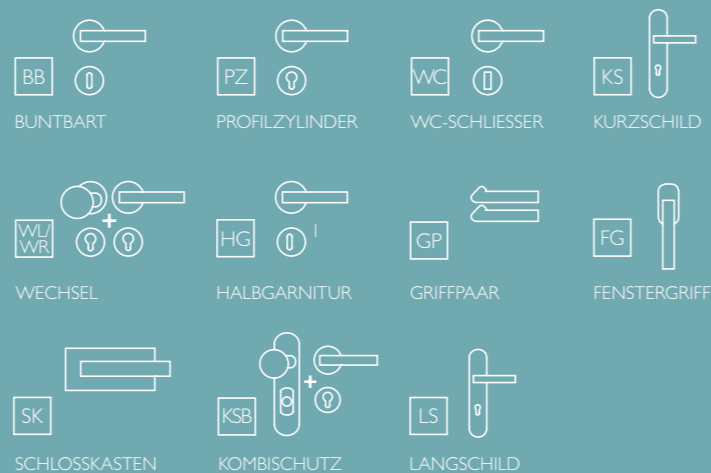 BB
BUNTBART
PZ
PROFILZYLINDER
WC
WC-SCHLIESSER
KS
KURZSCHILD
WL/
WR
WECHSEL
HG
HALBGARNITUR
GP
GRIFFPAAR
FG
FENSTERGRIFF
SK
SCHLOSSKASTEN
KSB
KOMBISCHUTZ
LS
LANGSCHILD